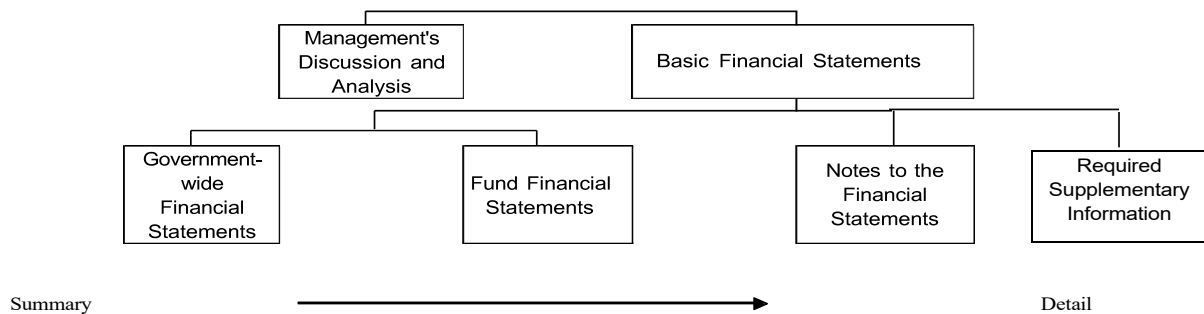 Management's
Discussion and
Analysis
Basic Financial Statements
Government-
wide
Financial
Statements
Fund Financial
Statements
Notes to the
Financial
Statements
Required
Supplementary
Information
Summary
Detail